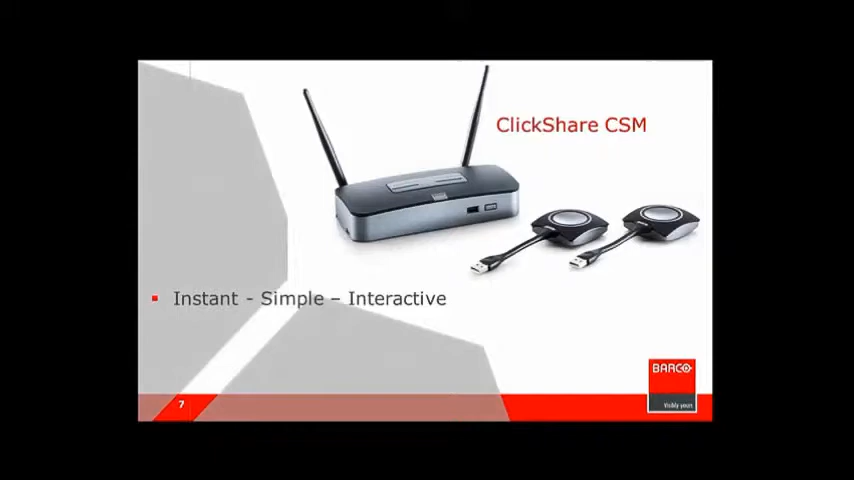 ClickShare CSM
Instant - Simple – Interactive
BARCO
Visibly yours
7